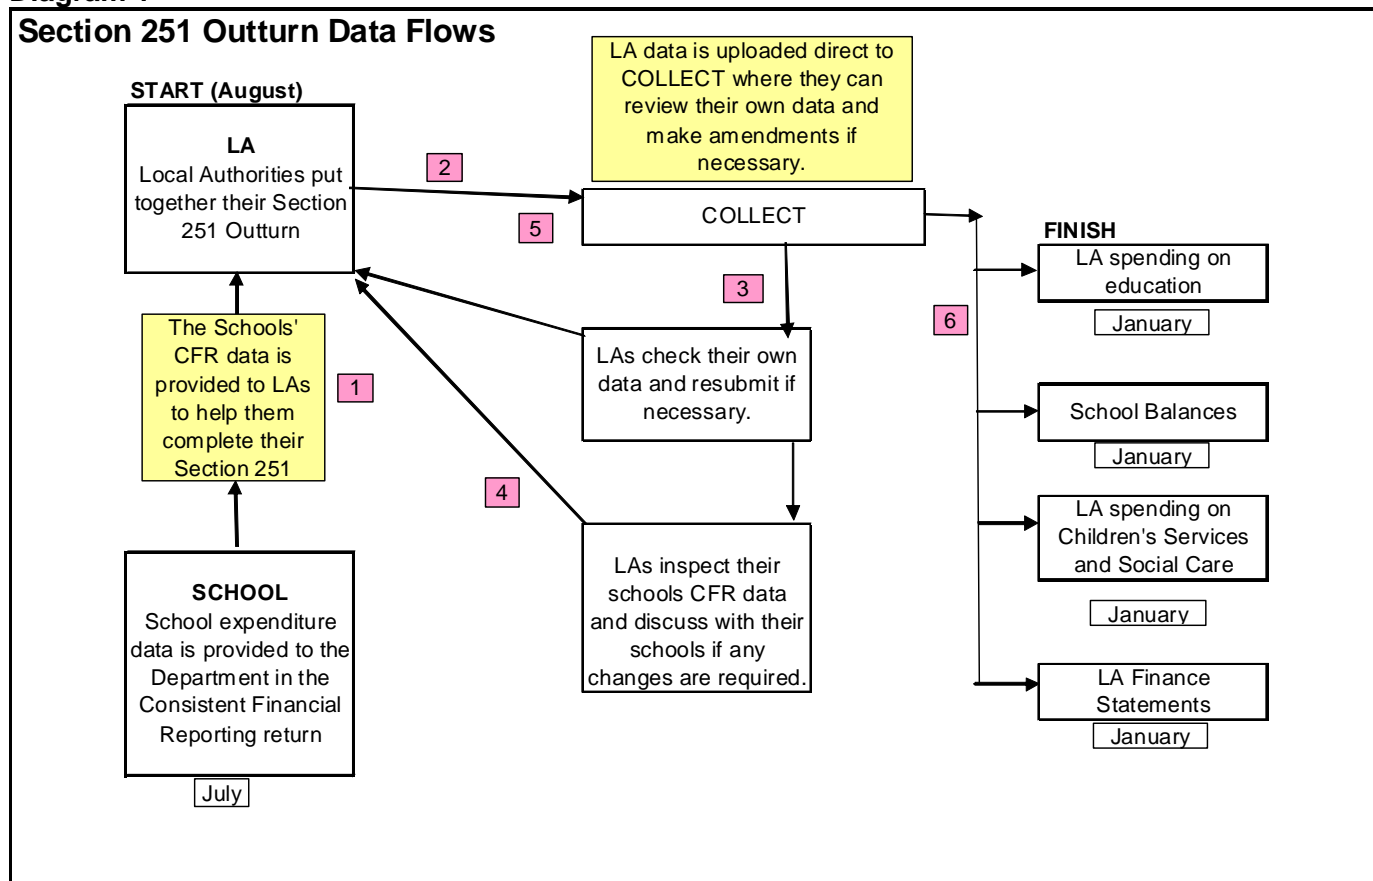 Section 251 Outturn Data Flows
START (August)
LA
Local Authorities put
together their Section
251 Outturn
The Schools'
CFR data is
provided to LAs
to help them
complete their
Section 251
1
SCHOOL
School expenditure
data is provided to the
Department in the
Consistent Financial
Reporting return
July
2
5
LA data is uploaded direct to
COLLECT where they can
review their own data and
make amendments if
necessary.
COLLECT
3
LAs check their own
data and resubmit if
necessary.
4
LAs inspect their
schools CFR data
and discuss with their
schools if any
changes are required.
6
FINISH
LA spending on
education
January
School Balances
January
LA spending on
Children's Services
and Social Care
January
LA Finance
Statements
January